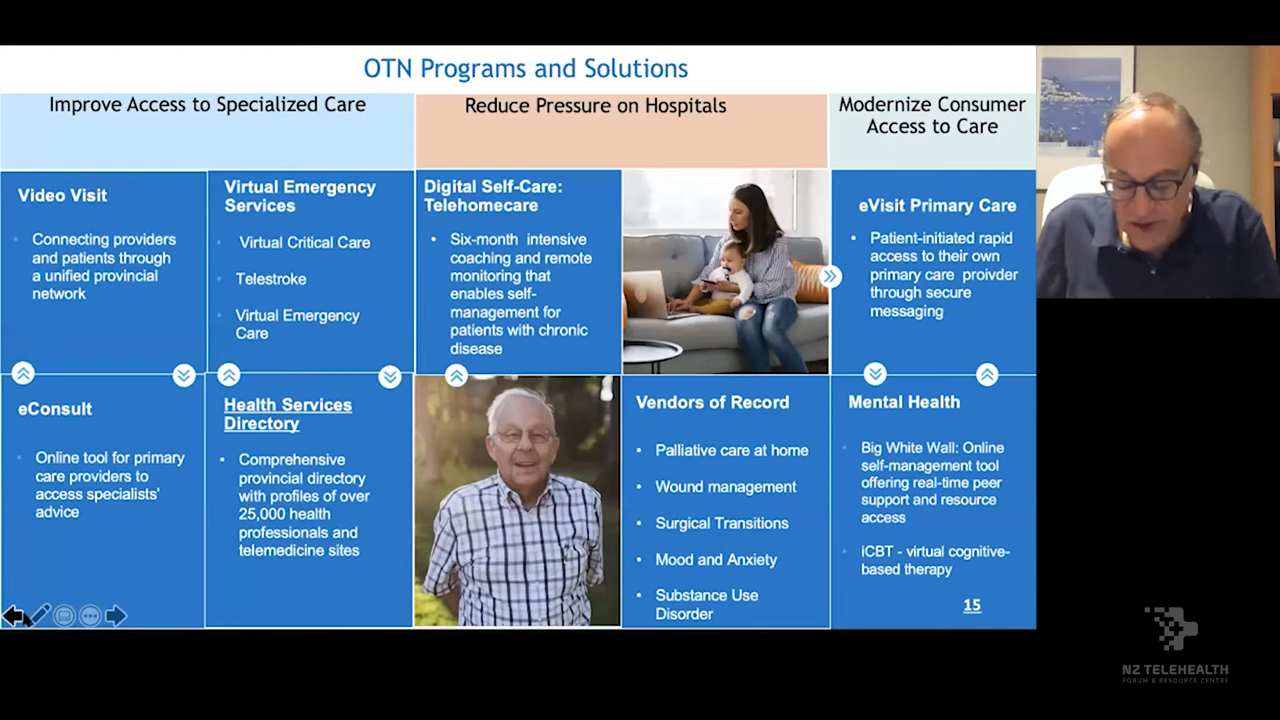 OTN Programs and Solutions
Improve Access to Specialized Care
Reduce Pressure on Hospitals
Modernize Consumer
Access to Care
Video Visit
Connecting providers
and patients through
a unified provincial
network
Virtual Emergency
Services
Virtual Critical Care
Telestroke
Virtual Emergency
Care
Digital Self-Care:
Telehomecare
• Six-month intensive
coaching and remote
monitoring that
enables self-
management for
patients with chronic
disease
eVisit Primary Care
• Patient-initiated rapid
access to their own
primary care proivder
through secure
messaging
eConsult
• Online tool for primary
care providers to
access specialists'
advice
Health Services
Directory
• Comprehensive
provincial directory
with profiles of over
25,000 health
professionals and
telemedicine sites
Vendors of Record
• Palliative care at home
• Wound management
• Surgical Transitions
• Mood and Anxiety
• Substance Use
Disorder
Mental Health
Big White Wall: Online
self-management tool
offering real-time peer
support and resource
access
iCBT - virtual cognitive-
based therapy
15
NZ TELEHEALTH
FORUM & RESOURCE CENTRE